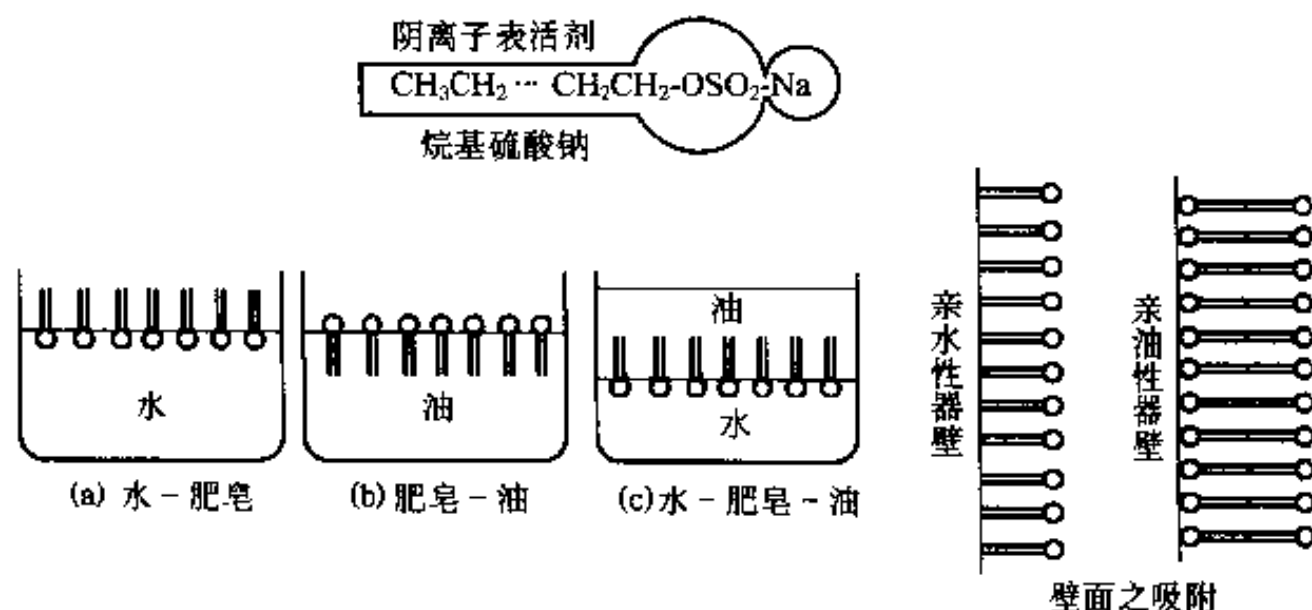 阴离子表活剂
CH₃CH₂ ··· CH₂CH₂-OSO₂-Na
烷基硫酸钠
水
油
油
水
(a) 水-肥皂
(b) 肥皂-油
(c) 水-肥皂-油
亲水性器壁
亲油性器壁
壁面之吸附